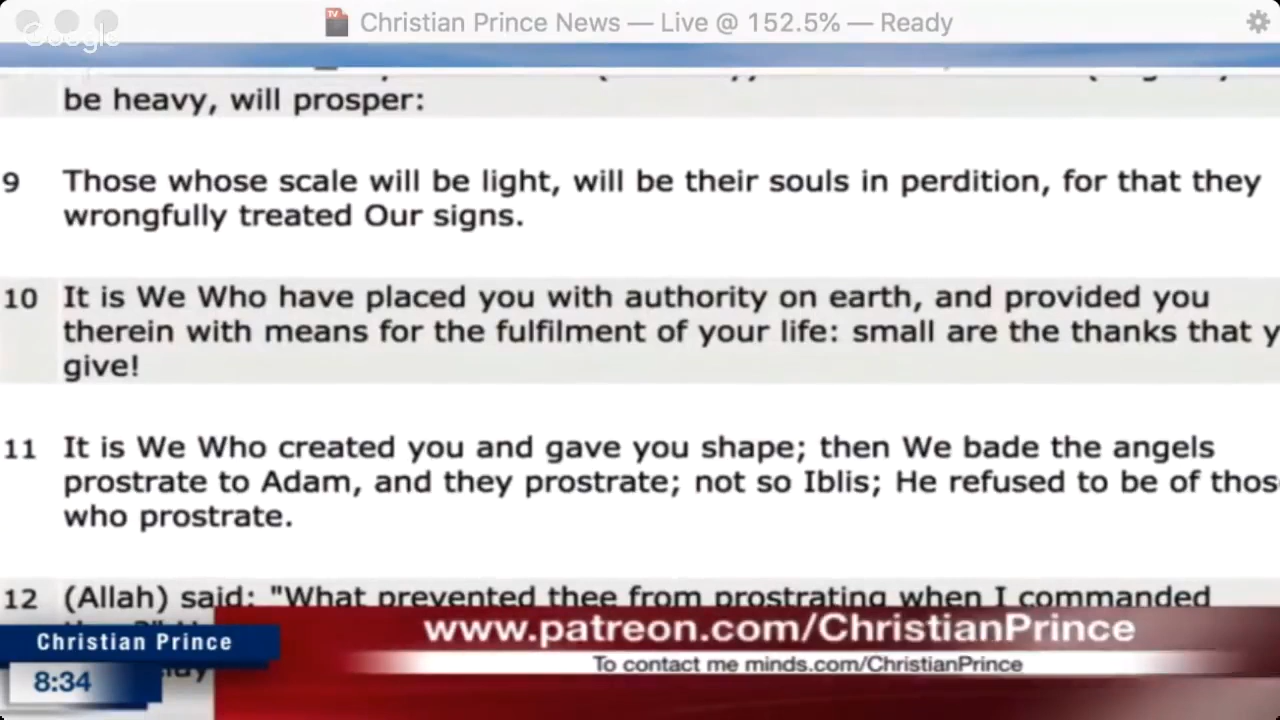 Christian Prince News — Live @ 152.5% — Ready
Google
be heavy, will prosper:
9 Those whose scale will be light, will be their souls in perdition, for that they
wrongfully treated Our signs.
10 It is We Who have placed you with authority on earth, and provided you
therein with means for the fulfilment of your life: small are the thanks that y
give!
11 It is We Who created you and gave you shape; then We bade the angels
prostrate to Adam, and they prostrate; not so Iblis; He refused to be of thos
who prostrate.
12 (Allah) said: "What prevented thee from prostrating when I commanded
www.patreon.com/ChristianPrince
Christian Prince
To contact me minds.com/ChristianPrince
8:34